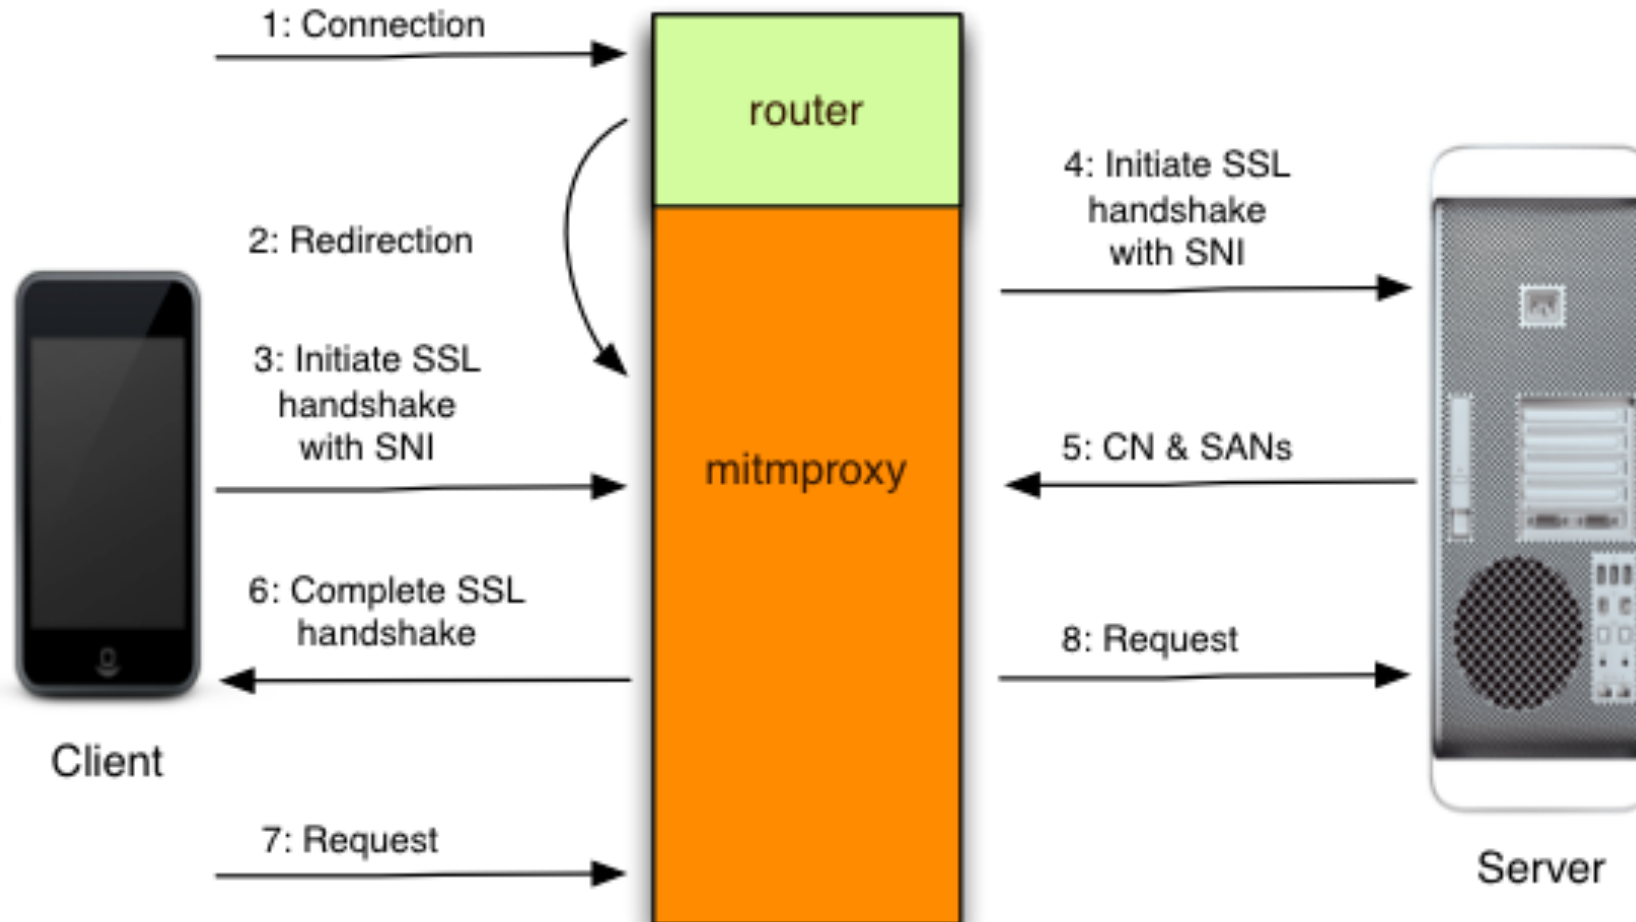 1: Connection
router
2: Redirection
3: Initiate SSL
handshake
with SNI
4: Initiate SSL
handshake
with SNI
mitmproxy
5: CN & SANs
6: Complete SSL
handshake
7: Request
8: Request
Client
Server